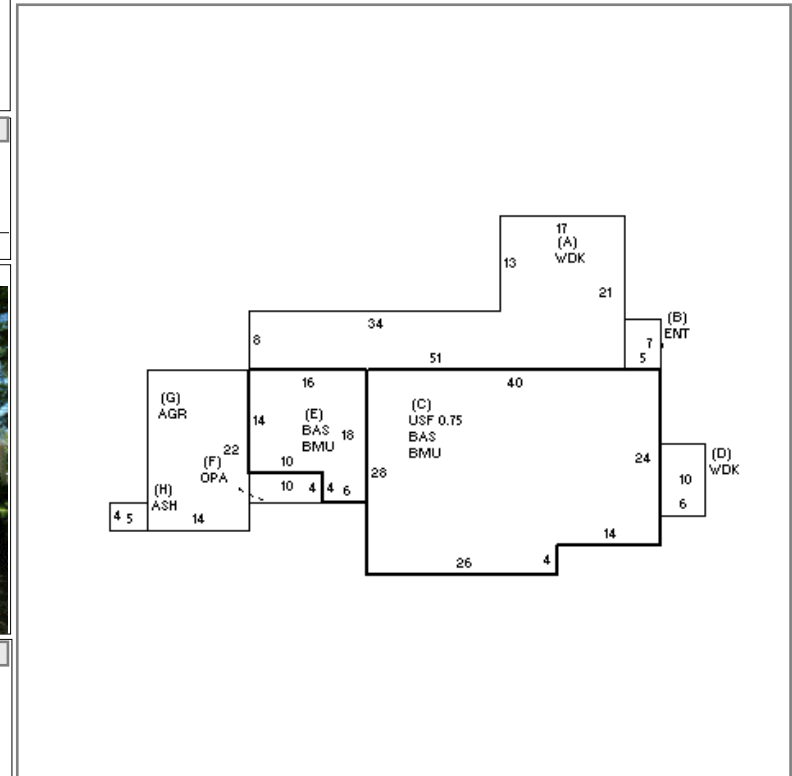 17
(A)
WDK
13
21
34
8
51
(B)
ENT
7
5
16
40
(G)
AGR
14
(E)
BAS
BMU
18
(C)
USF 0.75
BAS
BMU
22
10
(F)
OPA
28
24
(D)
WDK
10
6
(H)
ASH
10 4 4 6
4 5
14
14
26
4